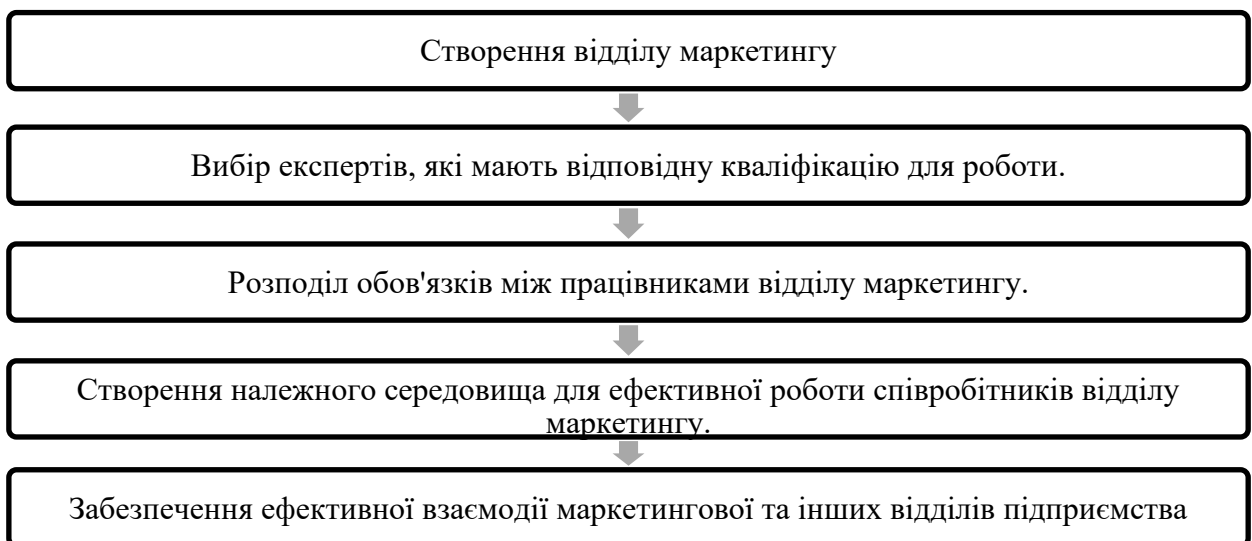 Створення відділу маркетингу
Вибір експертів, які мають відповідну кваліфікацію для роботи.
Розподіл обов'язків між працівниками відділу маркетингу.
Створення належного середовища для ефективної роботи співробітників відділу
маркетингу.
Забезпечення ефективної взаємодії маркетингової та інших відділів підприємства